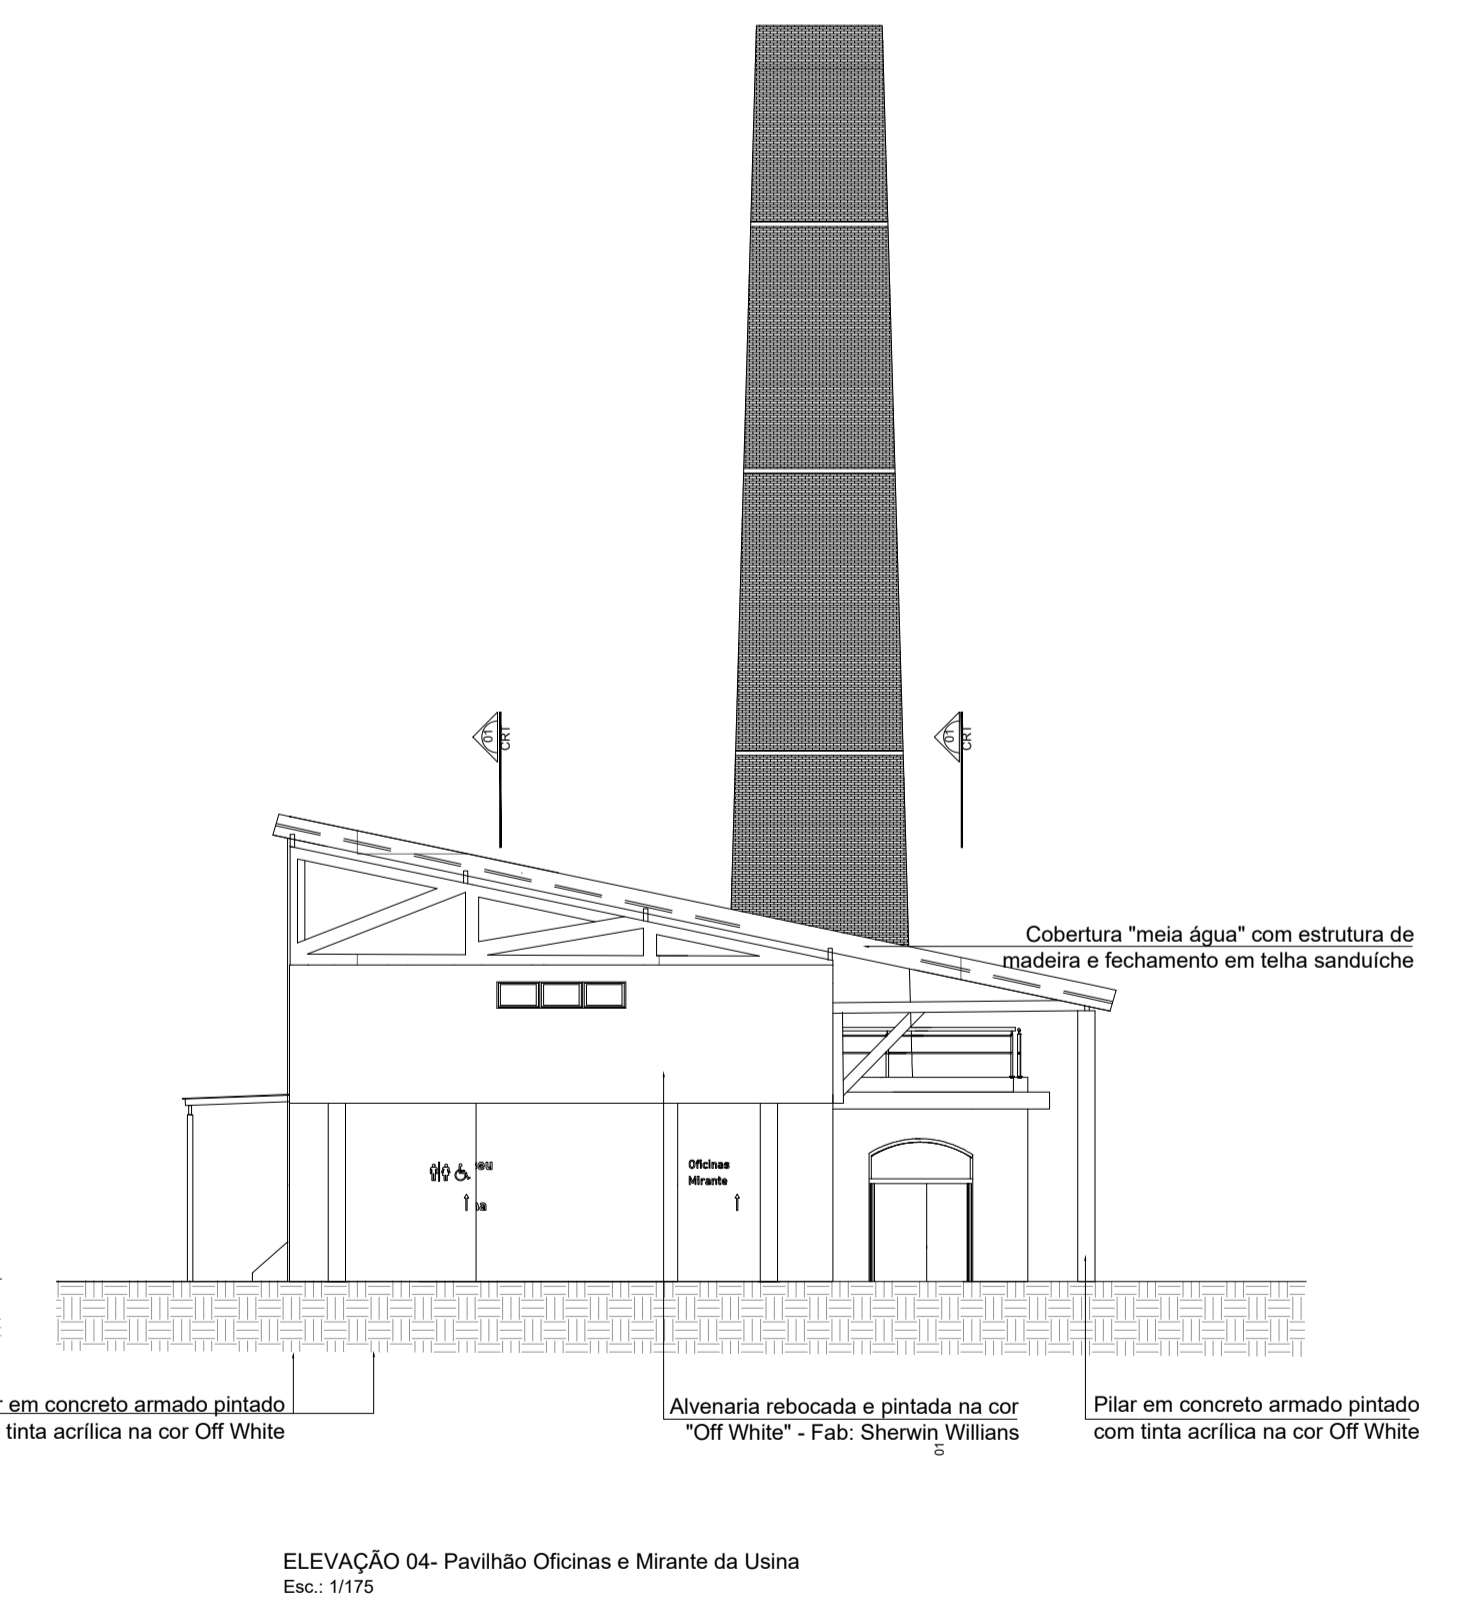 01
CRT
01
CRT
Cobertura "meia água" com estrutura de
madeira e fechamento em telha sanduíche
eu
Oficinas
Mirante
a
r em concreto armado pintado
tinta acrílica na cor Off White
Alvenaria rebocada e pintada na cor
"Off White" - Fab: Sherwin Willians
01
Pilar em concreto armado pintado
com tinta acrílica na cor Off White
ELEVAÇÃO 04- Pavilhão Oficinas e Mirante da Usina
Esc.: 1/175